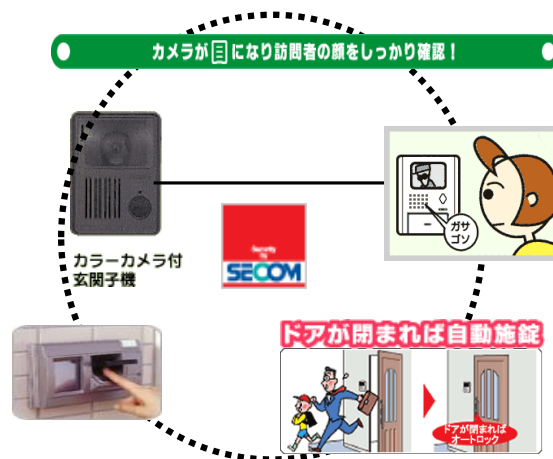 カメラが目になり訪問者の顔をしっかり確認！
カラーカメラ付
玄関子機
ガサ
ゴソ
Security
by
SECOM
ドアが閉まれば自動施錠
ドアが閉まれば
オートロック